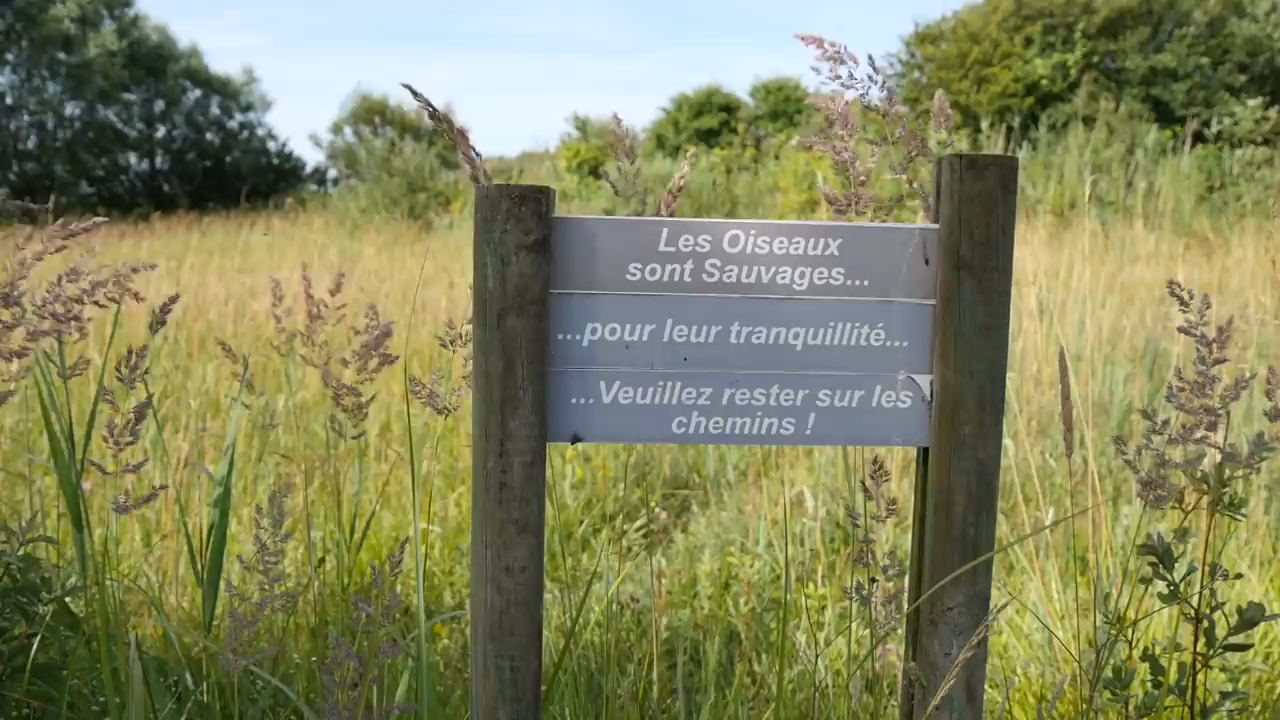 Les Oiseaux
sont Sauvages...
...pour leur tranquillité...
...Veuillez rester sur les
chemins !